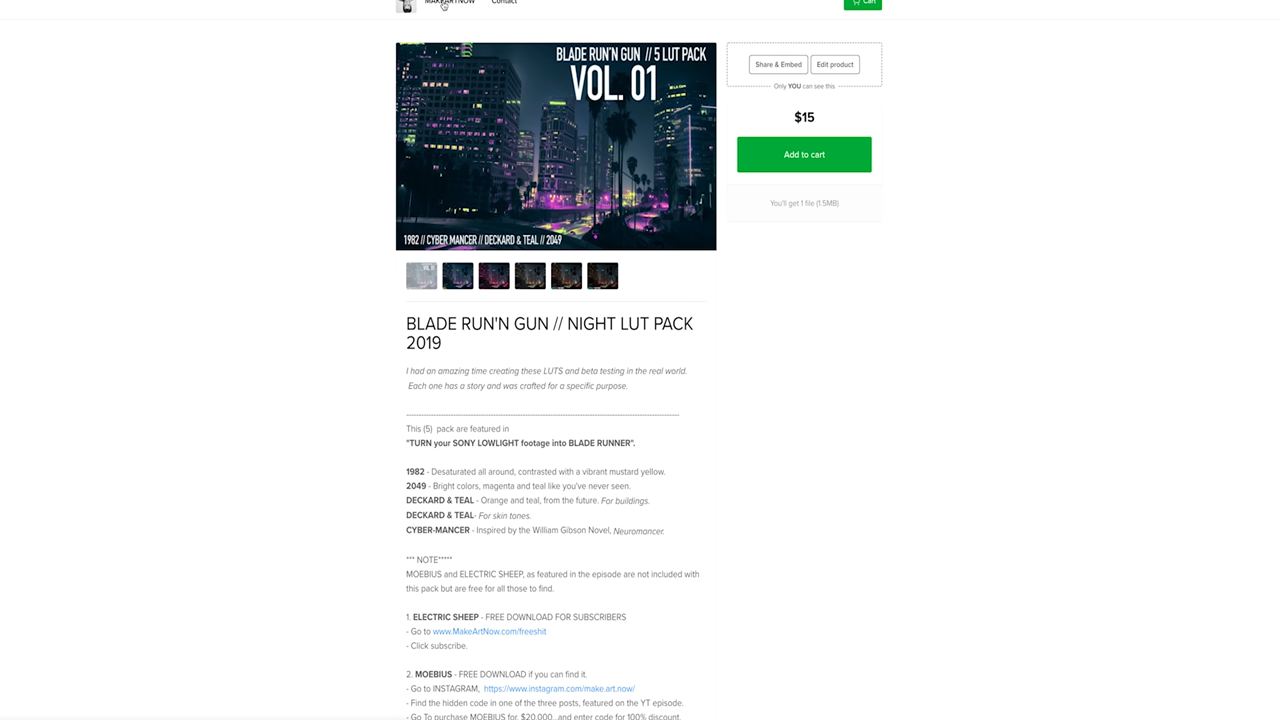 MAKEARTNOW
Contact
Cart
BLADE RUN'N GUN // 5 LUT PACK
VOL. 01
1982 // CYBER MANCER // DECKARD & TEAL // 2049
Share & Embed
Edit product
Only YOU can see this
$15
Add to cart
You'll get 1 file (1.5MB)
BLADE RUN'N GUN // NIGHT LUT PACK
2019
I had an amazing time creating these LUTS and beta testing in the real world.
Each one has a story and was crafted for a specific purpose.
This (5) pack are featured in
"TURN your SONY LOWLIGHT footage into BLADE RUNNER".
1982 - Desaturated all around, contrasted with a vibrant mustard yellow.
2049 - Bright colors, magenta and teal like you've never seen.
DECKARD & TEAL - Orange and teal, from the future. For buildings.
DECKARD & TEAL- For skin tones.
CYBER-MANCER - Inspired by the William Gibson Novel, Neuromancer.
*** NOTE*****
MOEBIUS and ELECTRIC SHEEP, as featured in the episode are not included with
this pack but are free for all those to find.
1. ELECTRIC SHEEP - FREE DOWNLOAD FOR SUBSCRIBERS
- Go to www.MakeArtNow.com/freeshit
- Click subscribe.
2. MOEBIUS - FREE DOWNLOAD if you can find it.
- Go to INSTAGRAM, https://www.instagram.com/make.art.now/
- Find the hidden code in one of the three posts, featured on the YT episode.
- Go To purchase MOEBIUS for, $20,000...and enter code for 100% discount.